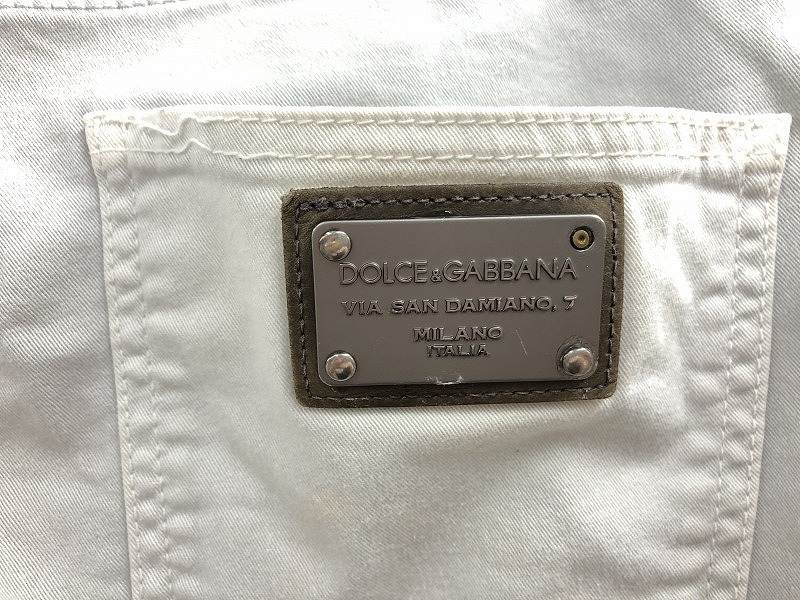 DOLCE&GABBANA
VIA SAN DAMIANO, 7
MILANO
ITALIA